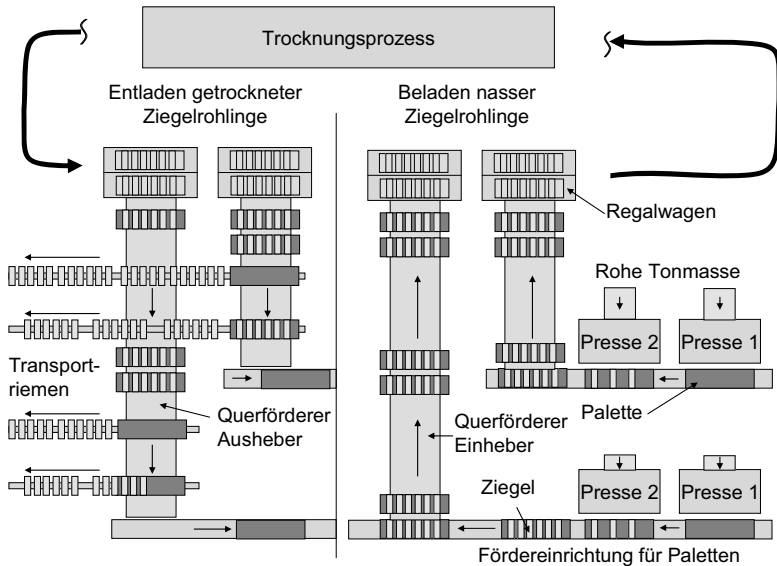 Trocknungsprozess
Entladen getrockneter
Ziegelrohlinge
Beladen nasser
Ziegelrohlinge
Regalwagen
Rohe Tonmasse
Presse 2
Presse 1
Transport-
riemen
Querförderer
Ausheber
Palette
Querförderer
Einheber
Ziegel
Presse 2
Presse 1
Fördereinrichtung für Paletten